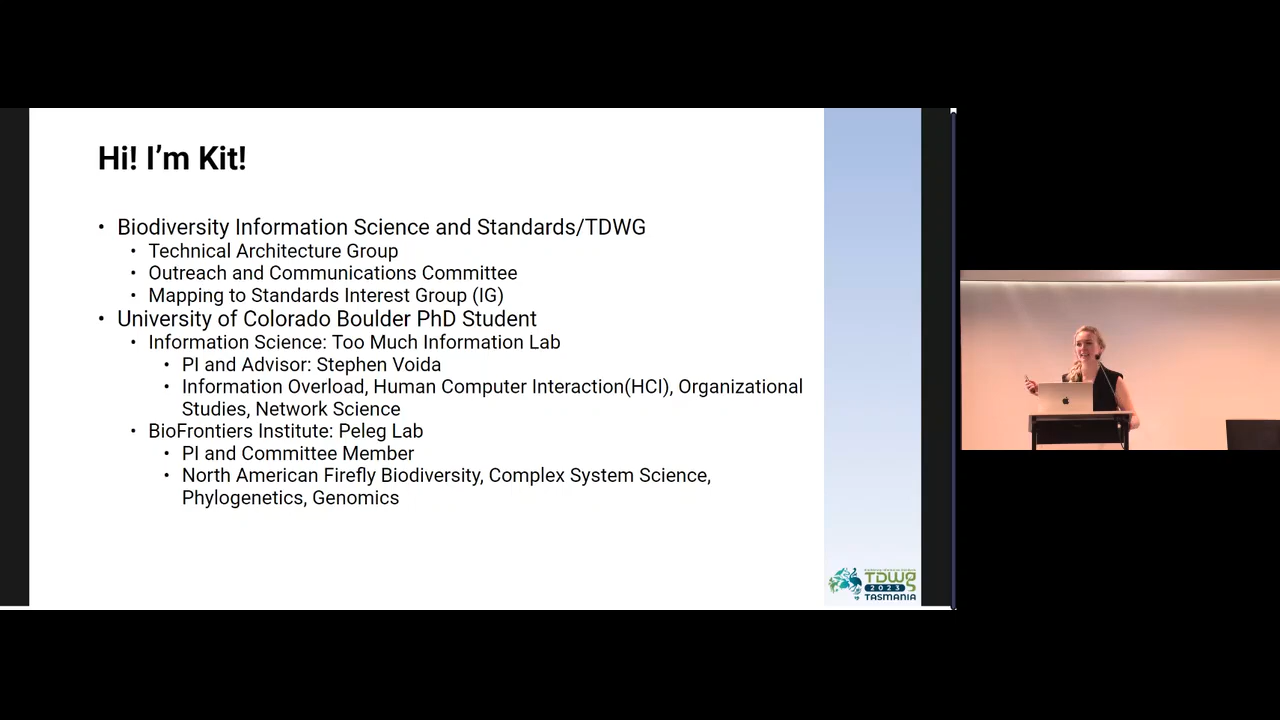 Hi! I’m Kit!
• Biodiversity Information Science and Standards/TDWG
• Technical Architecture Group
• Outreach and Communications Committee
• Mapping to Standards Interest Group (IG)
• University of Colorado Boulder PhD Student
• Information Science: Too Much Information Lab
• PI and Advisor: Stephen Voida
• Information Overload, Human Computer Interaction(HCI), Organizational
Studies, Network Science
• BioFrontiers Institute: Peleg Lab
• PI and Committee Member
• North American Firefly Biodiversity, Complex System Science,
Phylogenetics, Genomics
TDWG
2023
TASMANIA